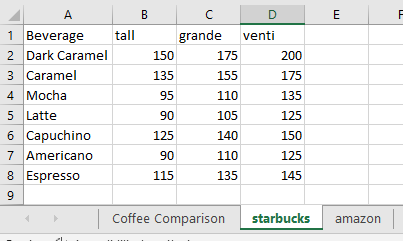 A B C D E F
1 Beverage tall grande venti
2 Dark Caramel 150 175 200
3 Caramel 135 155 175
4 Mocha 95 110 135
5 Latte 90 105 125
6 Capuchino 125 140 150
7 Americano 90 110 125
8 Espresso 115 135 145
9
Coffee Comparison starbucks amazon